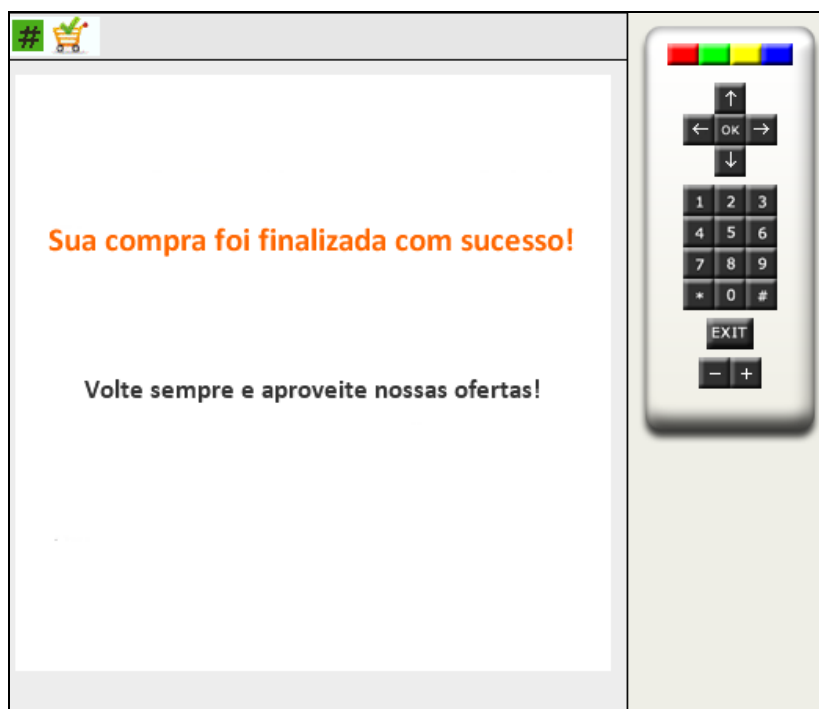 #
Sua compra foi finalizada com sucesso!
Volte sempre e aproveite nossas ofertas!
↑
← OK →
↓
1 2 3
4 5 6
7 8 9
* 0 #
EXIT
− +